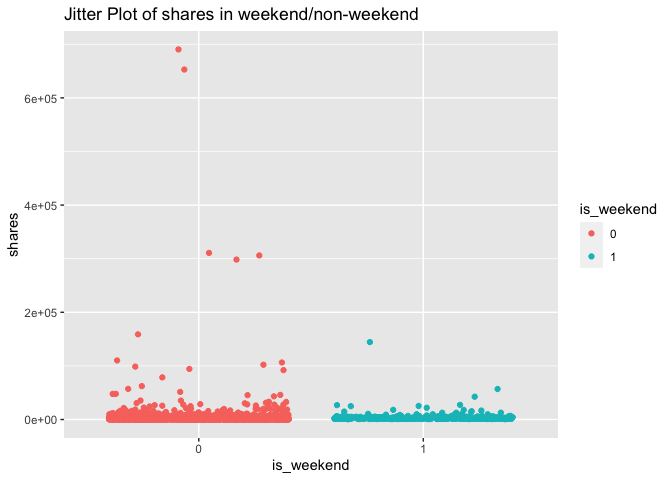 Jitter Plot of shares in weekend/non-weekend
6e+05
4e+05
2e+05
0e+00
shares
0
1
is_weekend
is_weekend
0
1